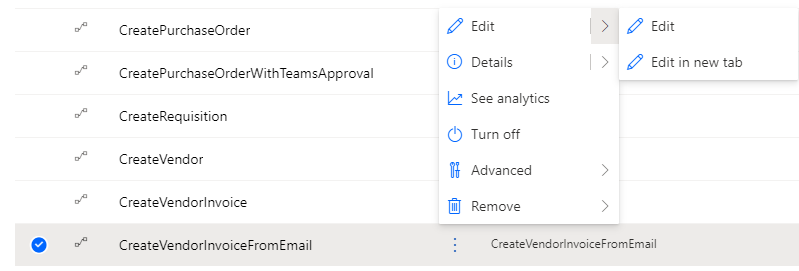 CreatePurchaseOrder
Edit
Edit
CreatePurchaseOrderWithTeamsApproval
Details
Edit in new tab
See analytics
CreateRequisition
Turn off
CreateVendor
Advanced
CreateVendorInvoice
Remove
CreateVendorInvoiceFromEmail
CreateVendorInvoiceFromEmail